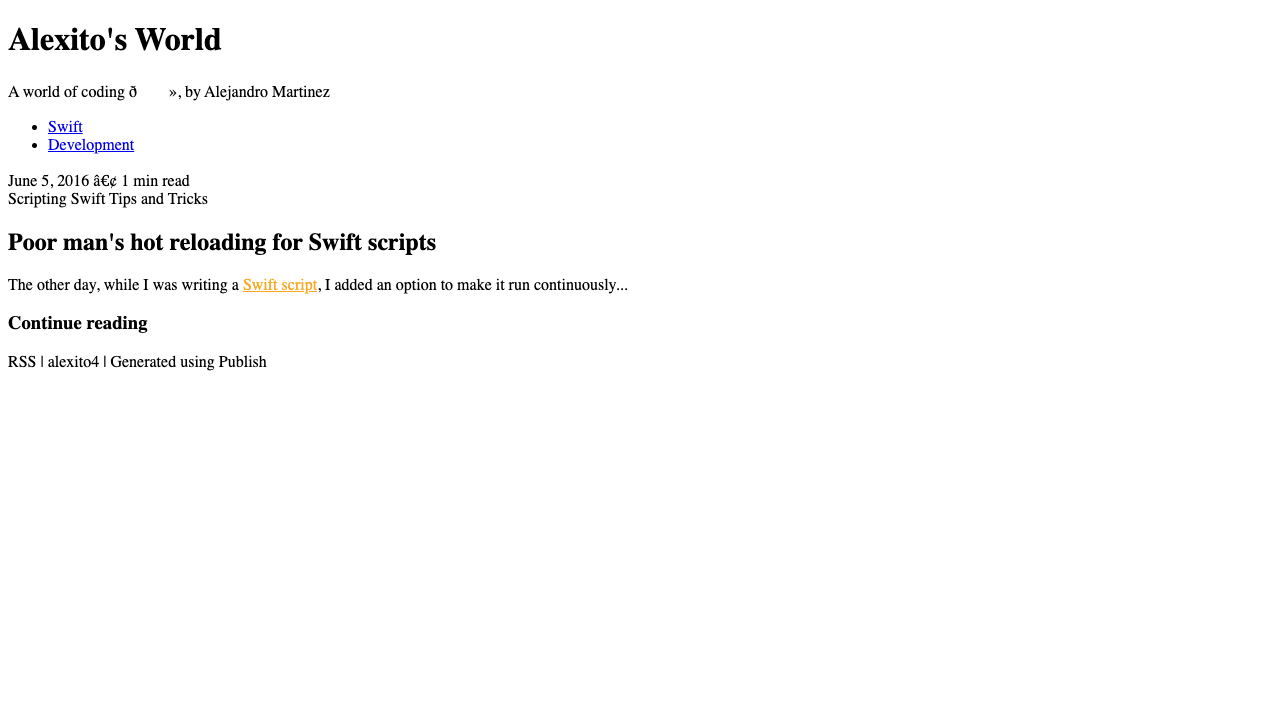 Alexito's World
A world of coding ð», by Alejandro Martinez
Swift
Development
June 5, 2016 â€¢ 1 min read
Scripting Swift Tips and Tricks
Poor man's hot reloading for Swift scripts
The other day, while I was writing a Swift script, I added an option to make it run continuously...
Continue reading
RSS | alexito4 | Generated using Publish